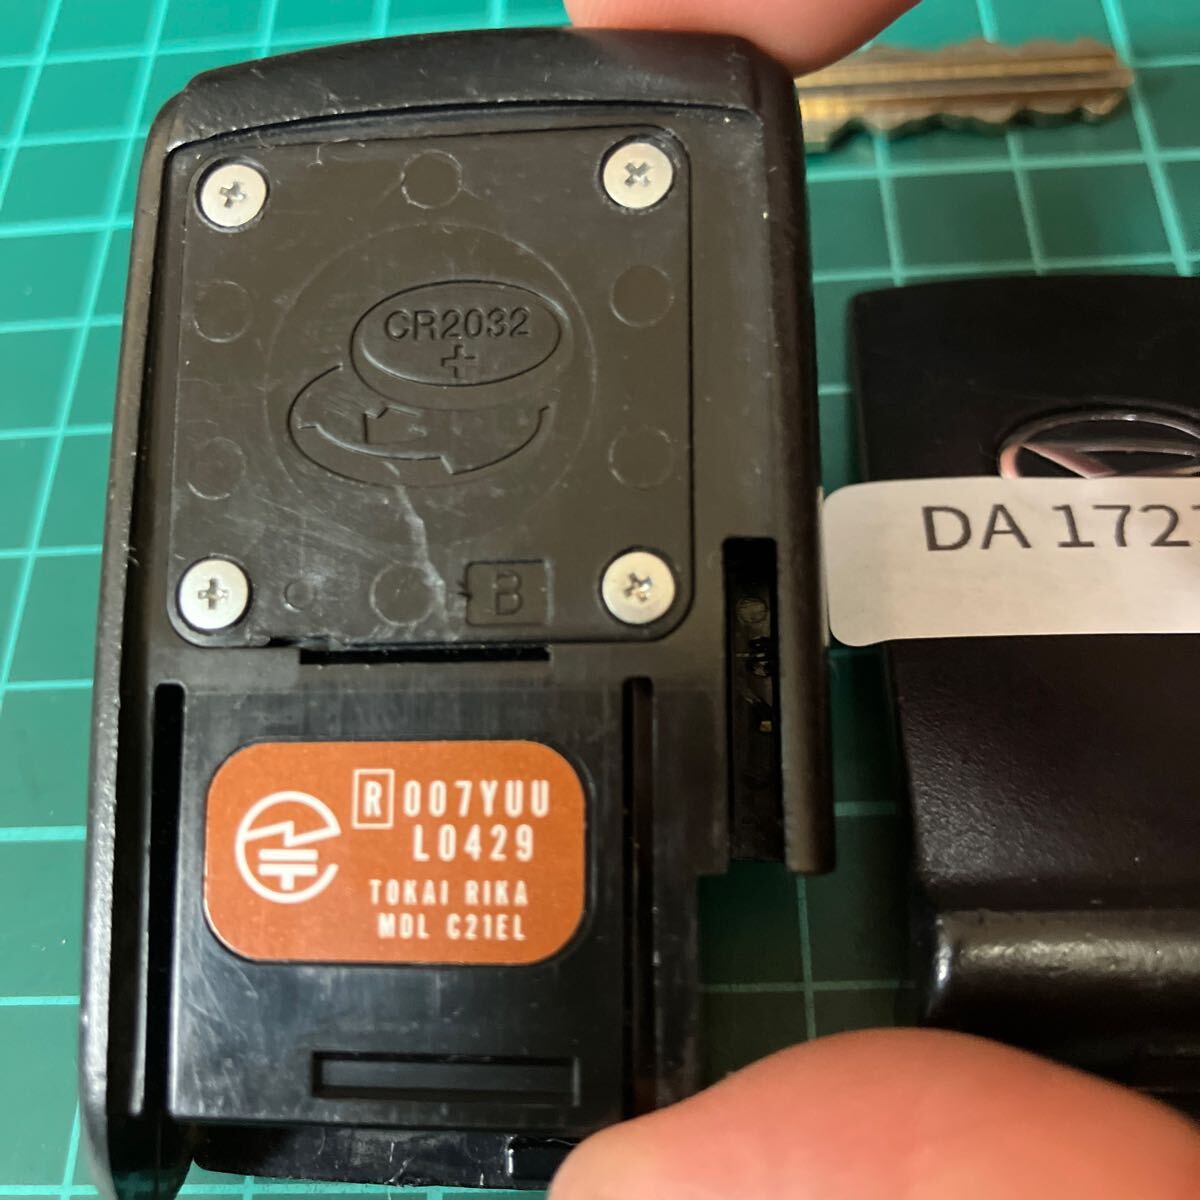 CR2032
+
B
DA 172
R 007YUU
L0429
TOKAI RIKA
MDL C21EL